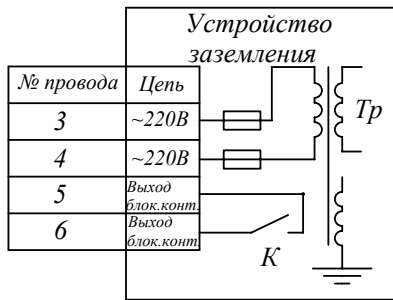 Устройство
заземления
№ провода Цепь
3 ~220В
4 ~220В
5 Выход
блок.конт.
6 Выход
блок.конт.
Тр
К